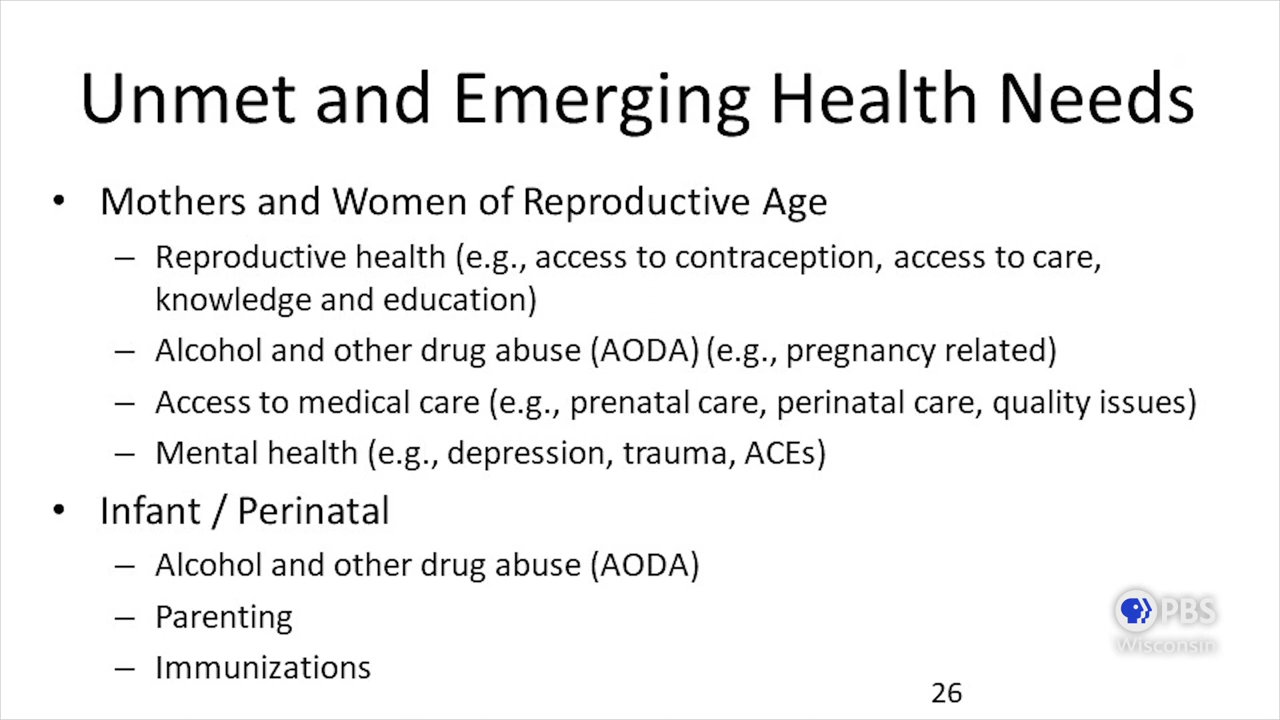 Unmet and Emerging Health Needs
• Mothers and Women of Reproductive Age
– Reproductive health (e.g., access to contraception, access to care,
knowledge and education)
– Alcohol and other drug abuse (AODA) (e.g., pregnancy related)
– Access to medical care (e.g., prenatal care, perinatal care, quality issues)
– Mental health (e.g., depression, trauma, ACEs)
• Infant / Perinatal
– Alcohol and other drug abuse (AODA)
– Parenting
– Immunizations
PBS
Wisconsin
26